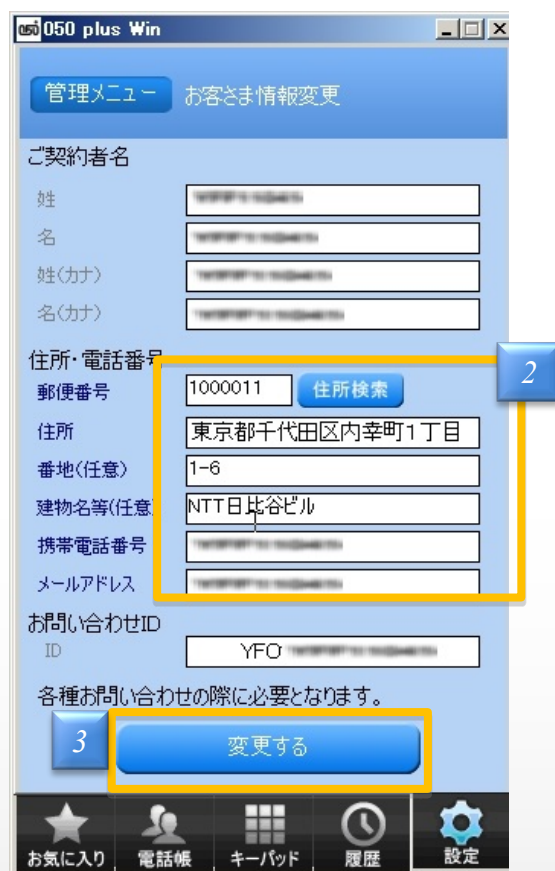 050 050 plus Win
管理メニュー お客さま情報変更
ご契約者名
姓
名
姓(カナ)
名(カナ)
住所・電話番号
2
郵便番号 1000011 住所検索
住所 東京都千代田区内幸町1丁目
番地(任意) 1-6
建物名等(任意 NTT日比谷ビル
携帯電話番号
メールアドレス
お問い合わせID
ID YFO
各種お問い合わせの際に必要となります。
3 変更する
お気に入り 電話帳 キーパッド 履歴 設定